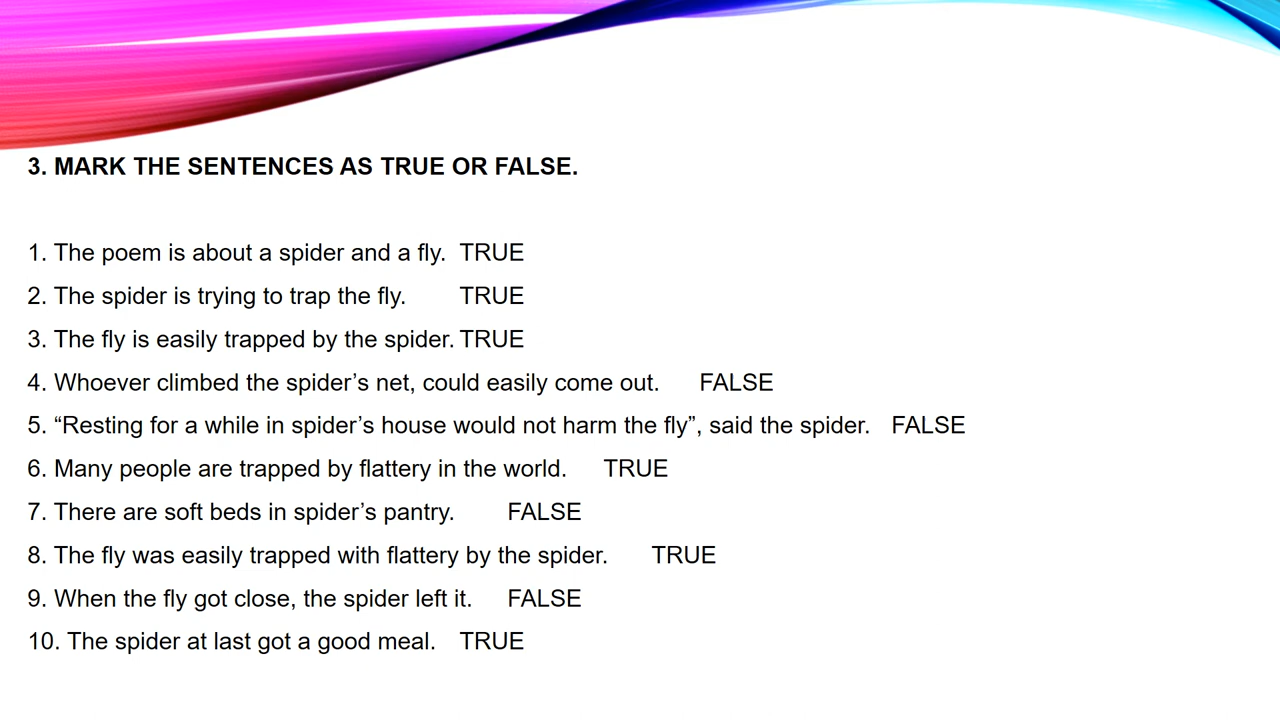 3. MARK THE SENTENCES AS TRUE OR FALSE.
1. The poem is about a spider and a fly. TRUE
2. The spider is trying to trap the fly. TRUE
3. The fly is easily trapped by the spider. TRUE
4. Whoever climbed the spider’s net, could easily come out. FALSE
5. “Resting for a while in spider’s house would not harm the fly”, said the spider. FALSE
6. Many people are trapped by flattery in the world. TRUE
7. There are soft beds in spider’s pantry. FALSE
8. The fly was easily trapped with flattery by the spider. TRUE
9. When the fly got close, the spider left it. FALSE
10. The spider at last got a good meal. TRUE